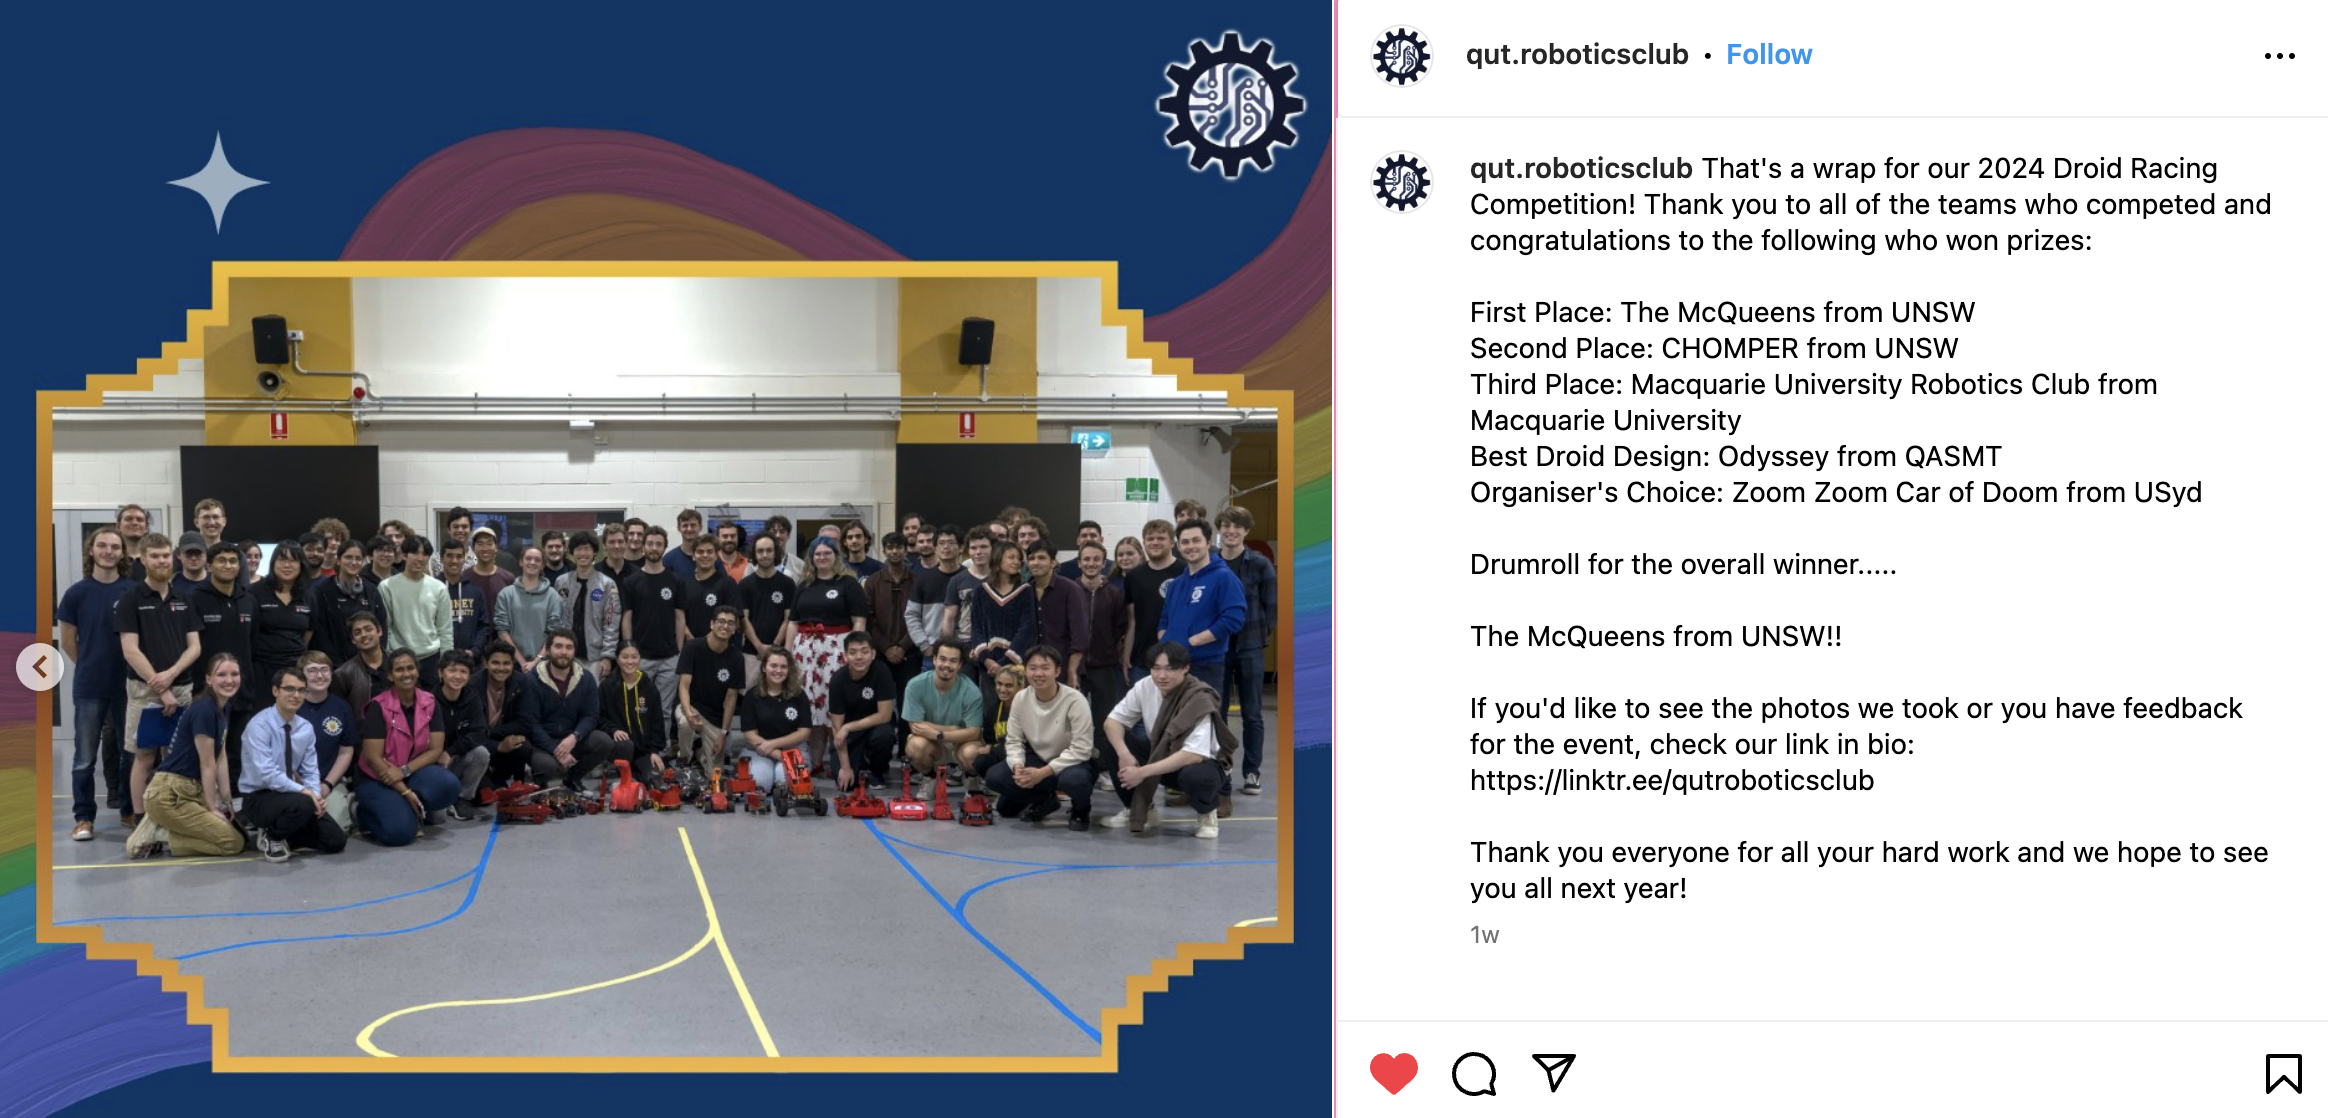 qut.roboticsclub • Follow
qut.roboticsclub That's a wrap for our 2024 Droid Racing
Competition! Thank you to all of the teams who competed and
congratulations to the following who won prizes:
First Place: The McQueens from UNSW
Second Place: CHOMPER from UNSW
Third Place: Macquarie University Robotics Club from
Macquarie University
Best Droid Design: Odyssey from QASMT
Organiser's Choice: Zoom Zoom Car of Doom from USyd
Drumroll for the overall winner.....
The McQueens from UNSW!!
If you'd like to see the photos we took or you have feedback
for the event, check our link in bio:
https://linktr.ee/qutroboticsclub
Thank you everyone for all your hard work and we hope to see
you all next year!
1w